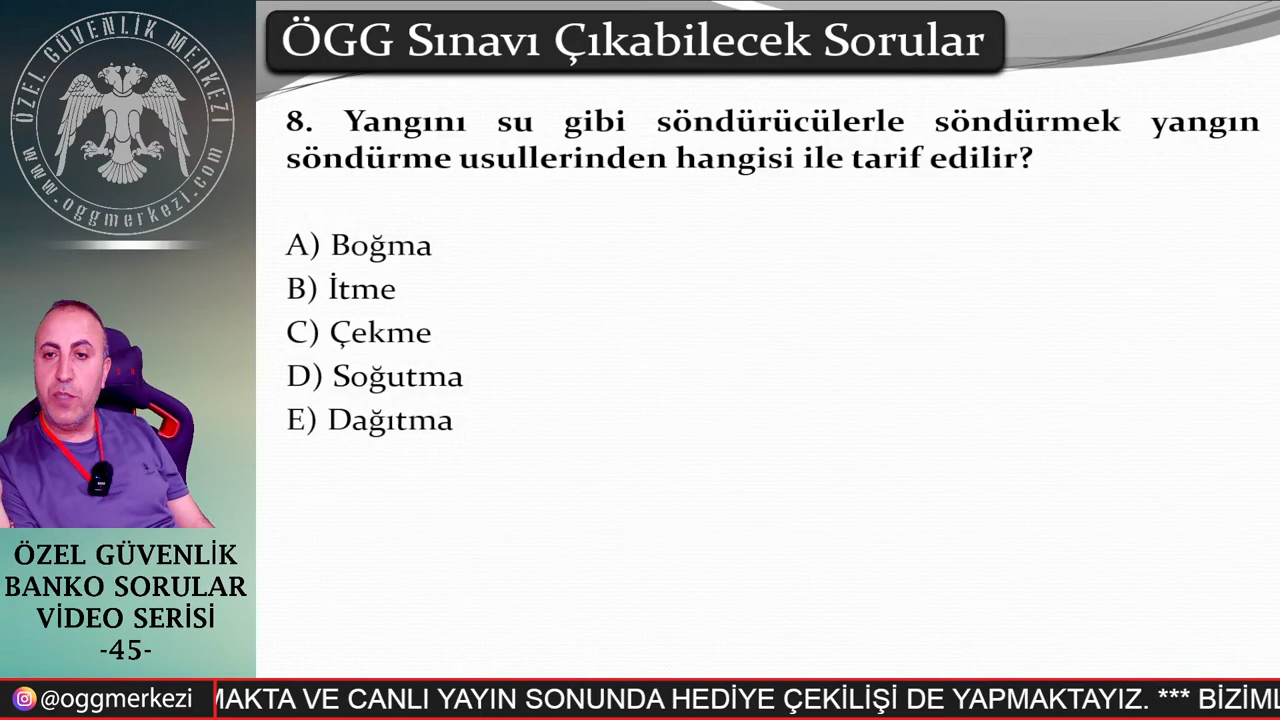 ÖZEL GÜVENLİK MERKEZİ
www.oggmerkezi.com
ÖGG Sınavı Çıkabilecek Sorular
8. Yangını su gibi söndürücülerle söndürmek yangın
söndürme usullerinden hangisi ile tarif edilir?
A) Boğma
B) İtme
C) Çekme
D) Soğutma
E) Dağıtma
ÖZEL GÜVENLİK
BANKO SORULAR
VİDEO SERİSİ
-45-
@oggmerkezi
MAKTA VE CANLI YAYIN SONUNDA HEDİYE ÇEKİLİŞİ DE YAPMAKTAYIZ. *** BİZİML